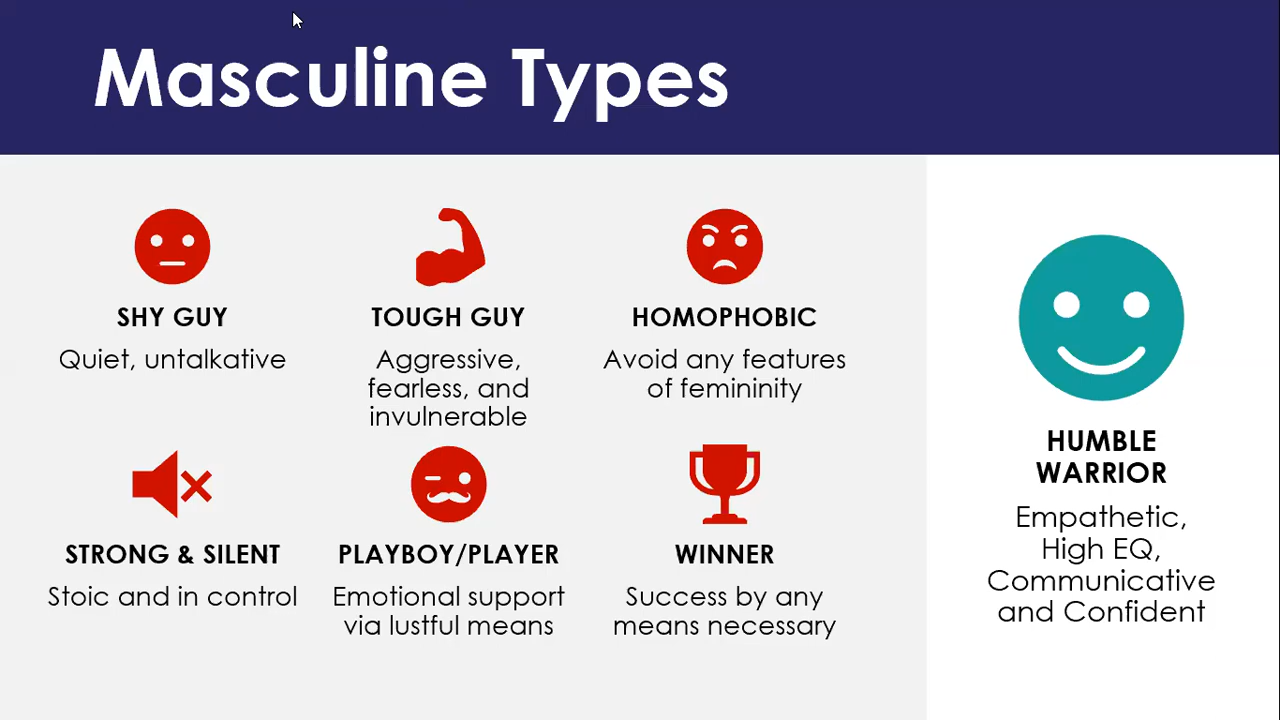 Masculine Types
SHY GUY
Quiet, untalkative
TOUGH GUY
Aggressive,
fearless, and
invulnerable
HOMOPHOBIC
Avoid any features
of femininity
STRONG & SILENT
Stoic and in control
PLAYBOY/PLAYER
Emotional support
via lustful means
WINNER
Success by any
means necessary
HUMBLE
WARRIOR
Empathetic,
High EQ,
Communicative
and Confident